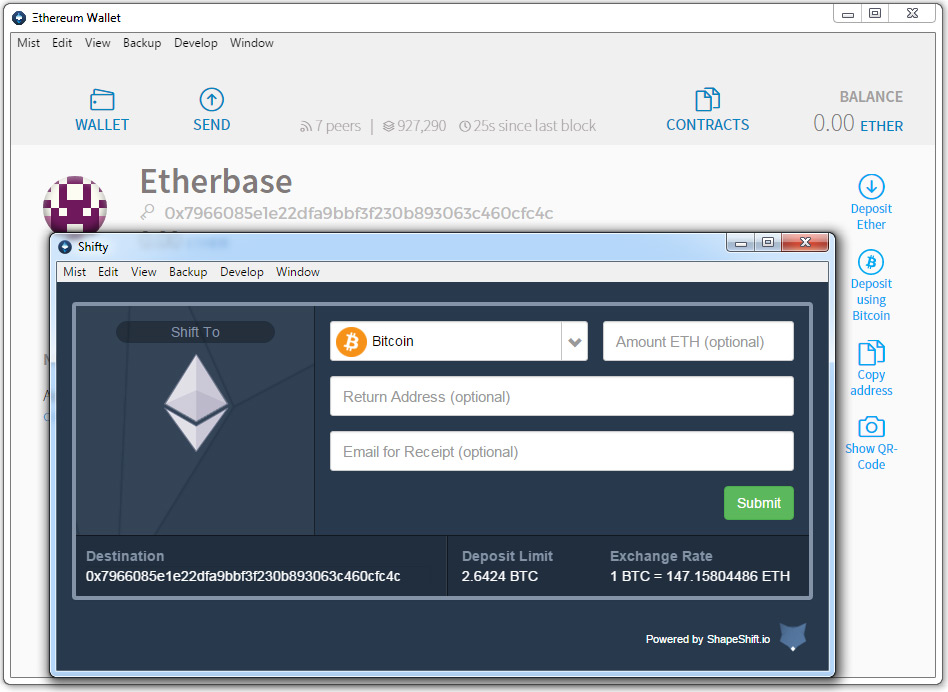 Ξthereum Wallet
Mist Edit View Backup Develop Window
WALLET
SEND
7 peers | 927,290 25s since last block
CONTRACTS
BALANCE
0.00 ETHER
Etherbase
0x7966085e1e22dfa9bbf3f230b893063c460cfc4c
Deposit
Ether
Deposit
using
Bitcoin
Copy
address
Show QR-
Code
Shifty
Mist Edit View Backup Develop Window
Shift To
Bitcoin
Amount ETH (optional)
Return Address (optional)
Email for Receipt (optional)
Submit
Destination
0x7966085e1e22dfa9bbf3f230b893063c460cfc4c
Deposit Limit
2.6424 BTC
Exchange Rate
1 BTC = 147.15804486 ETH
Powered by ShapeShift.io